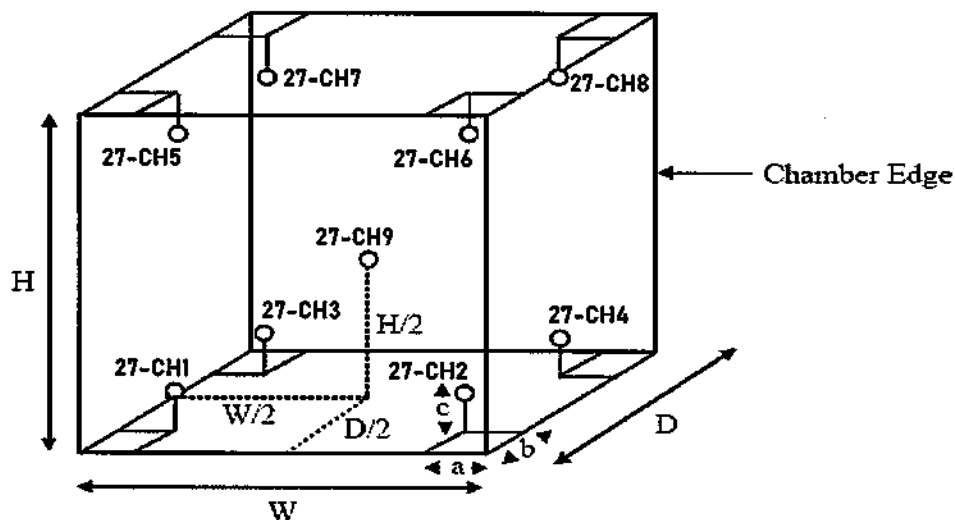 27-CH7
27-CH8
27-CH5
27-CH6
Chamber Edge
27-CH9
H
27-CH3
27-CH4
H/2
27-CH1
27-CH2
W/2
c
D/2
D
b
a
W